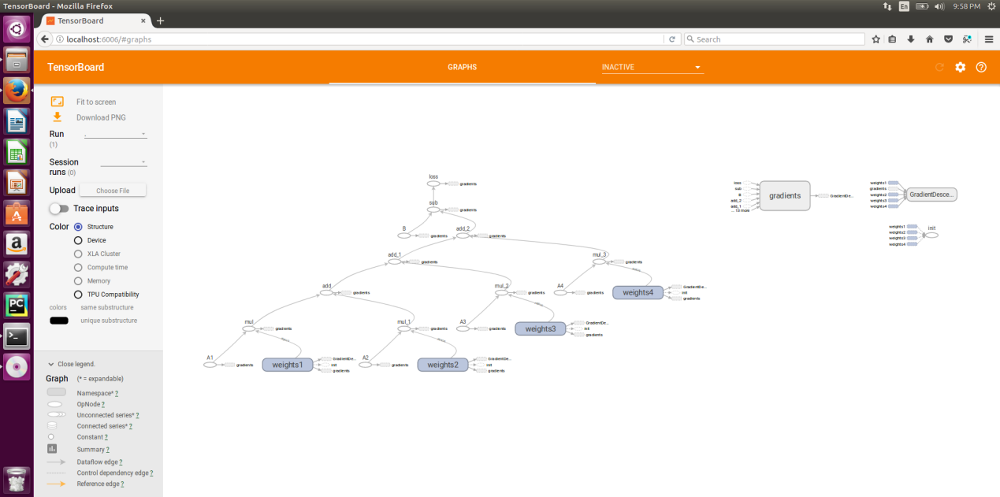 TensorBoard - Mozilla Firefox
En
9:58 PM
TensorBoard
localhost:6006/#graphs
Search
TensorBoard
GRAPHS
INACTIVE
Fit to screen
Download PNG
Run
(1)
.
Session
runs (0)
Upload
Choose File
Trace inputs
Color
Structure
Device
XLA Cluster
Compute time
Memory
TPU Compatibility
colors
same substructure
unique substructure
Close legend.
Graph
(* = expandable)
Namespace* ?
OpNode ?
Unconnected series* ?
Connected series* ?
Constant ?
Summary ?
Dataflow edge ?
Control dependency edge ?
Reference edge ?
loss
gradients
sub
gradients
B
gradients
add_2
gradients
add_1
gradients
mul_3
gradients
add
gradients
mul_2
gradients
A4
gradients
weights4
GradientDe...
init
gradients
mul
gradients
mul_1
gradients
A3
gradients
weights3
GradientDe...
init
gradients
A1
gradients
weights1
GradientDe...
init
gradients
A2
gradients
weights2
GradientDe...
init
gradients
loss
sub
B
add_2
add_1
... 13 more
gradients
GradientDe...
weights1
gradients
weights2
weights3
weights4
GradientDesce...
weights1
weights2
weights3
weights4
init